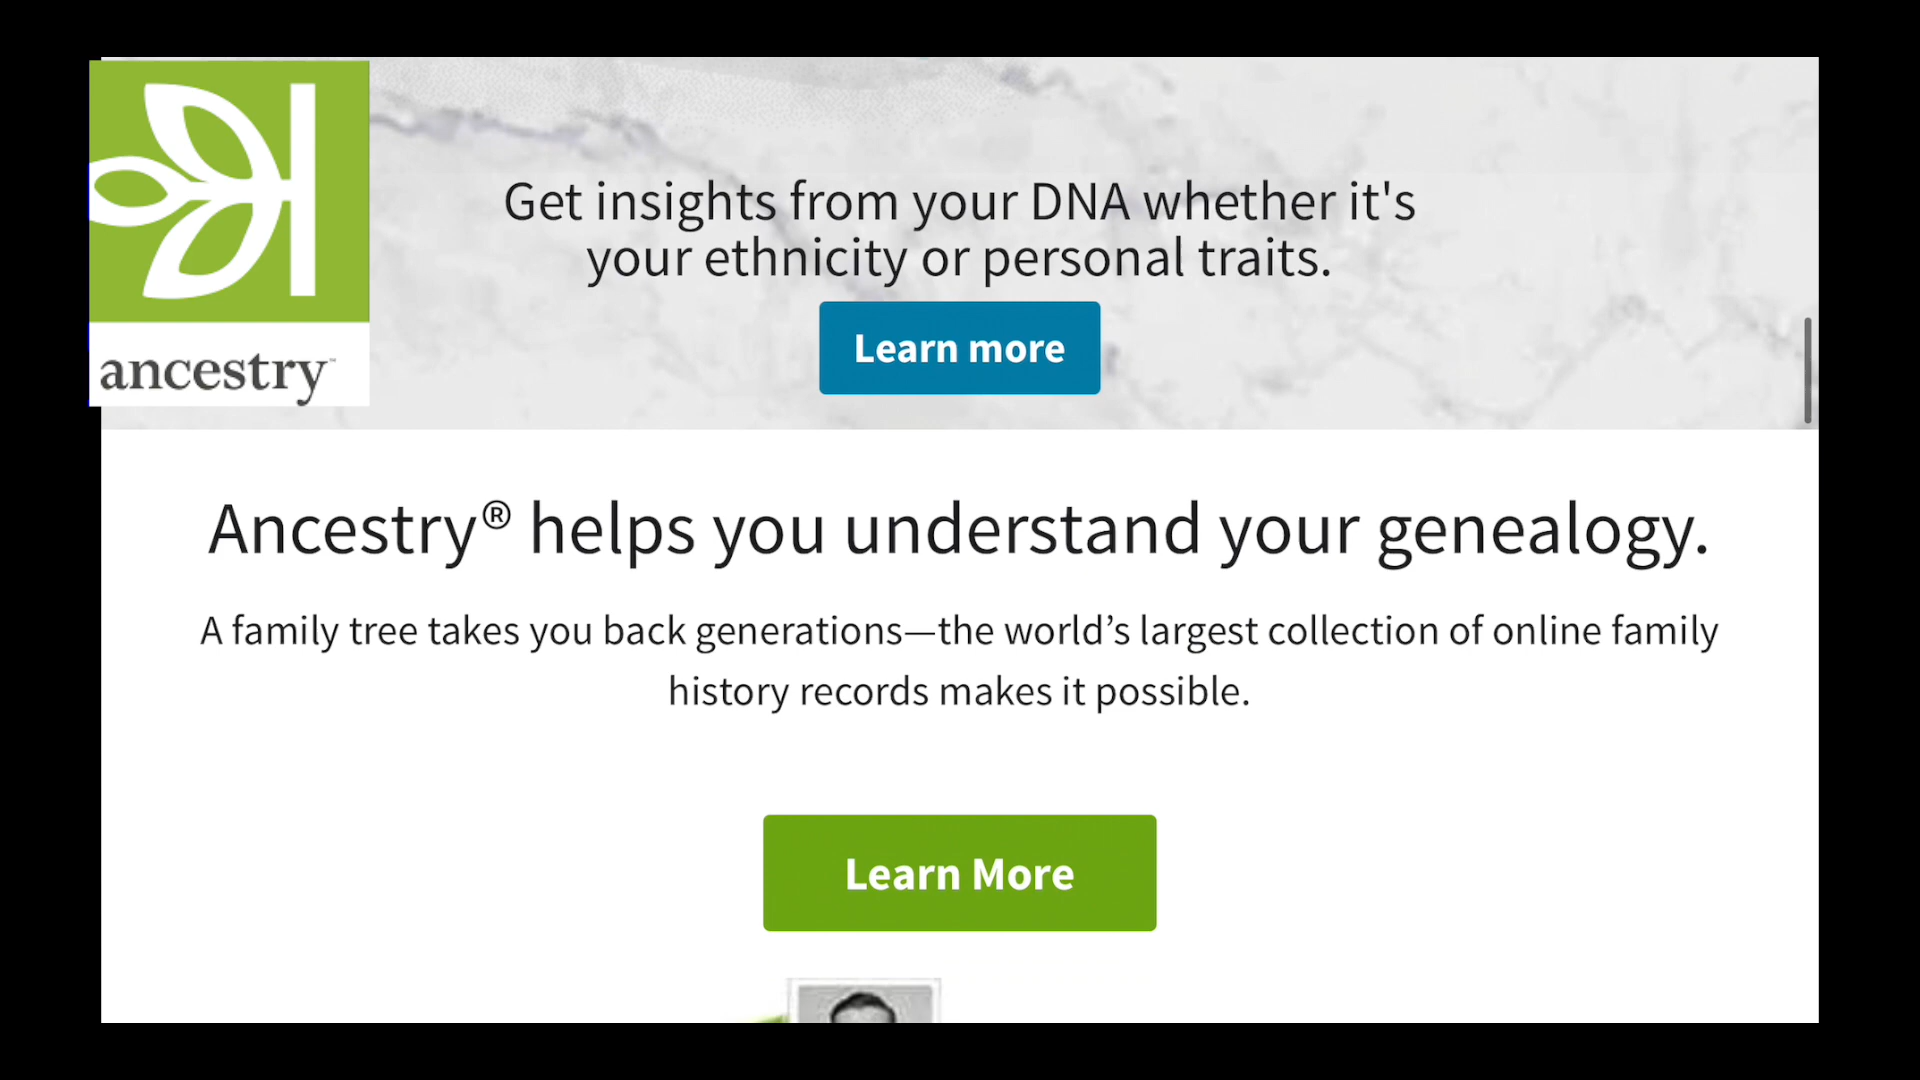 ancestry™
Get insights from your DNA whether it's
your ethnicity or personal traits.
Learn more
Ancestry® helps you understand your genealogy.
A family tree takes you back generations—the world’s largest collection of online family
history records makes it possible.
Learn More